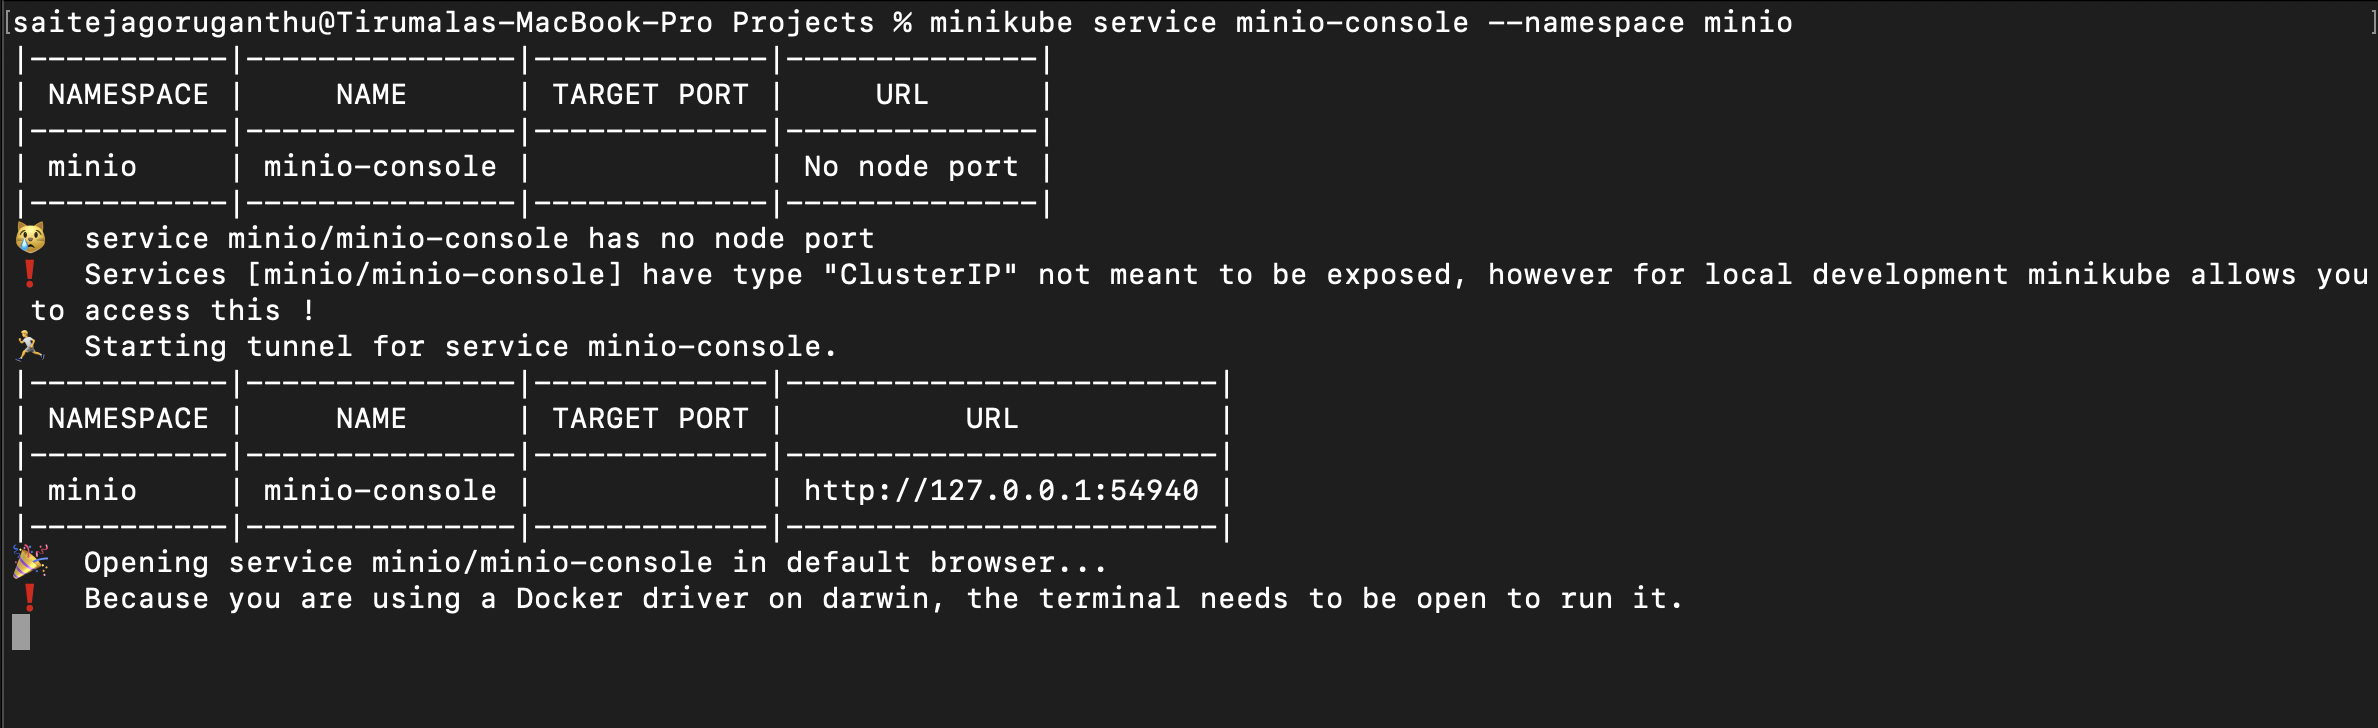 [saitejagoruganthu@Tirumalas-MacBook-Pro Projects % minikube service minio-console --namespace minio ]
|-----------|---------------|-------------|--------------|
| NAMESPACE |     NAME      | TARGET PORT |     URL      |
|-----------|---------------|-------------|--------------|
| minio     | minio-console |             | No node port |
|-----------|---------------|-------------|--------------|
😿  service minio/minio-console has no node port
❗  Services [minio/minio-console] have type "ClusterIP" not meant to be exposed, however for local development minikube allows you
 to access this !
🏃  Starting tunnel for service minio-console.
|-----------|---------------|-------------|------------------------|
| NAMESPACE |     NAME      | TARGET PORT |          URL           |
|-----------|---------------|-------------|------------------------|
| minio     | minio-console |             | http://127.0.0.1:54940 |
|-----------|---------------|-------------|------------------------|
🎉  Opening service minio/minio-console in default browser...
❗  Because you are using a Docker driver on darwin, the terminal needs to be open to run it.